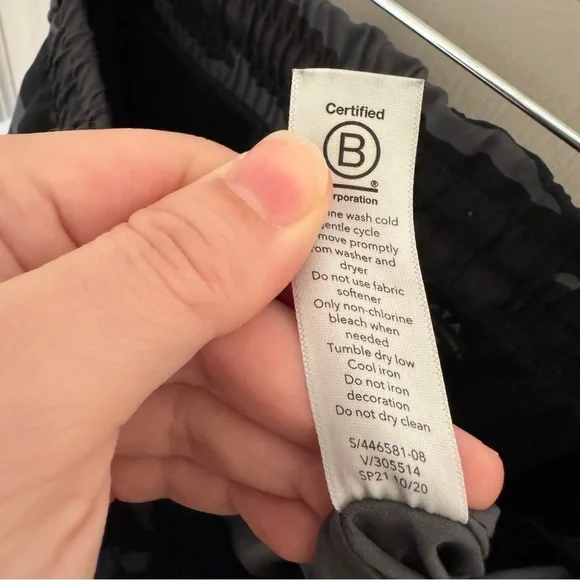 Certified
B
®
rporation
ne wash cold
entle cycle
move promptly
om washer and
dryer
Do not use fabric
softener
Only non-chlorine
bleach when
needed
Tumble dry low
Cool iron
Do not iron
decoration
Do not dry clean
S/446581-08
V/305514
SP21 10/20